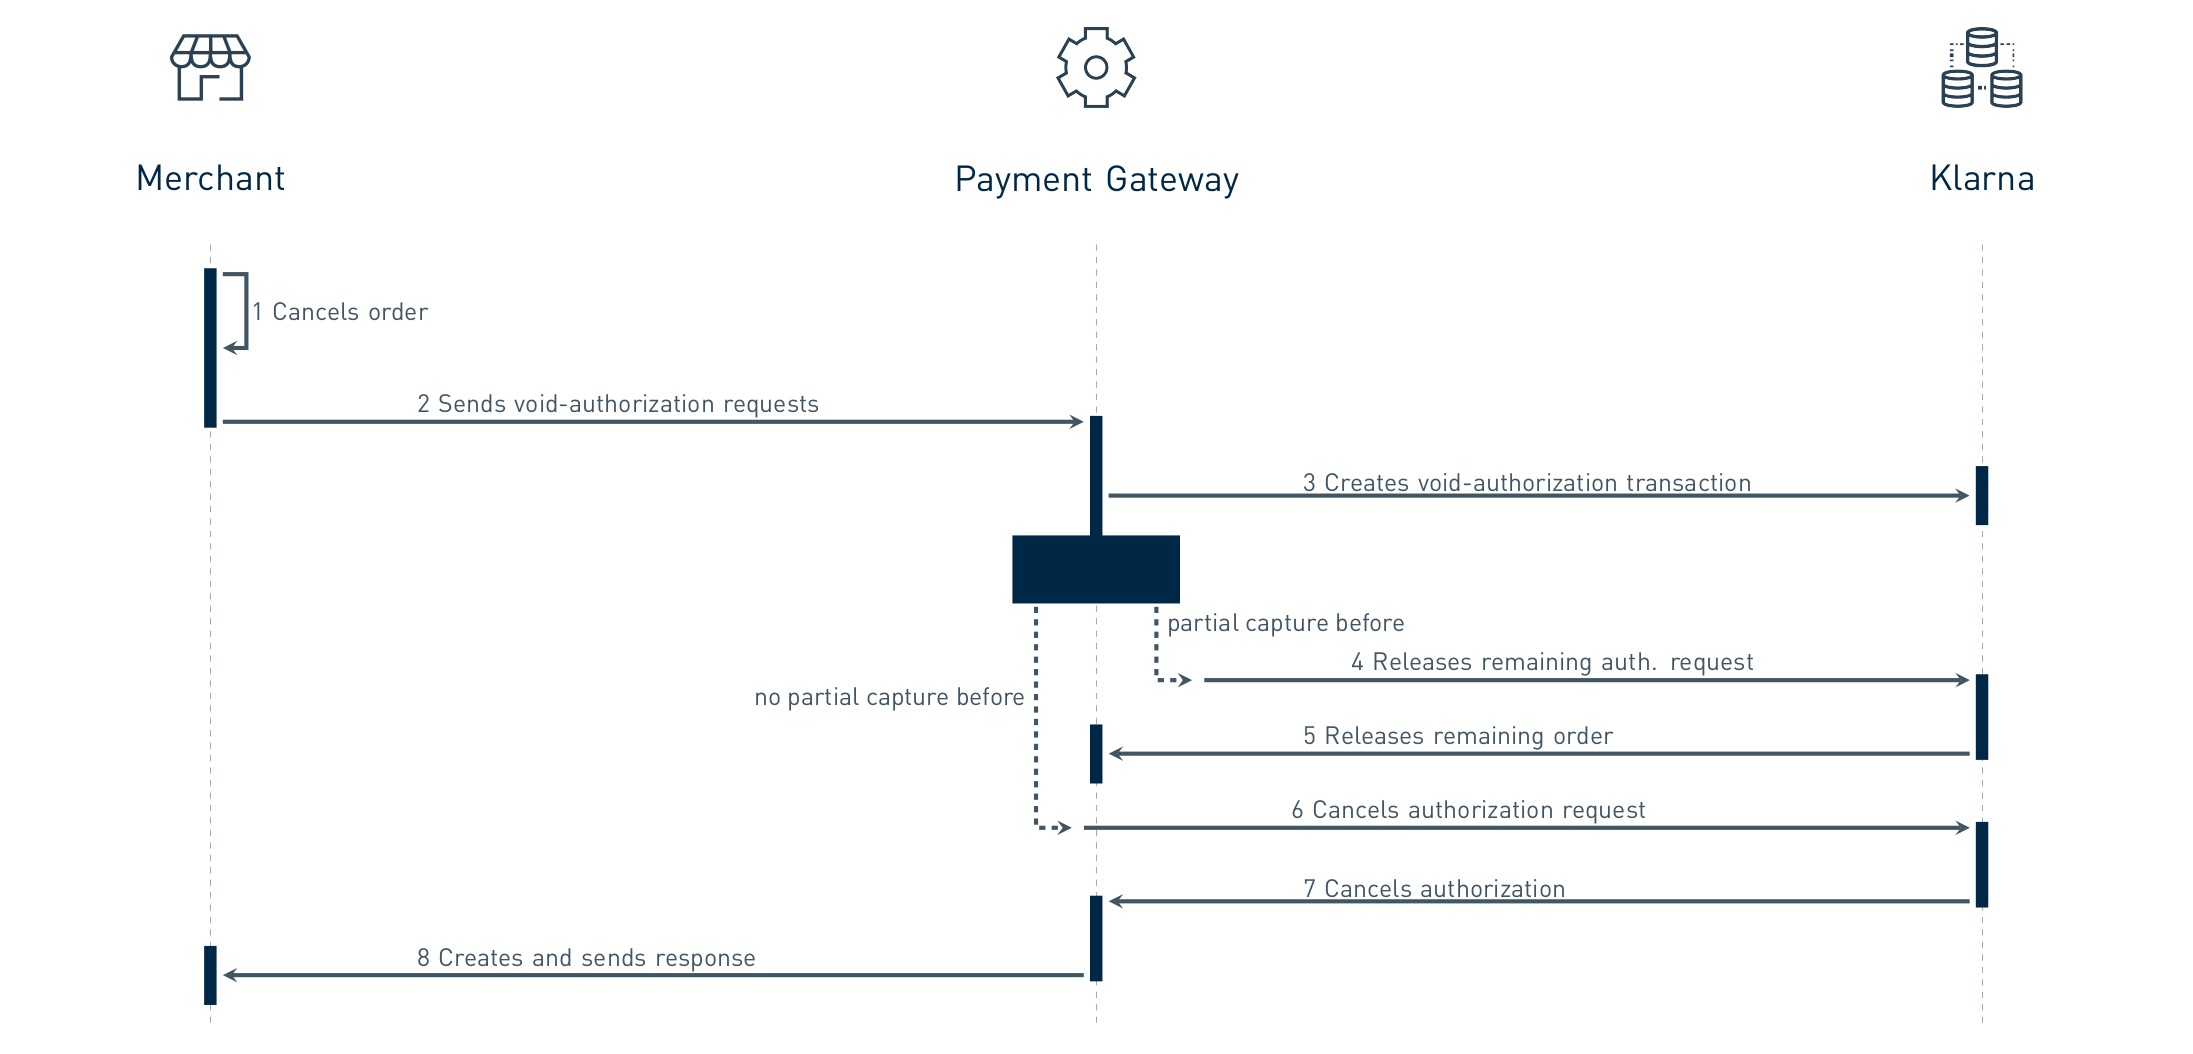 Merchant
Payment Gateway
Klarna
1 Cancels order
2 Sends void-authorization requests
3 Creates void-authorization transaction
partial capture before
4 Releases remaining auth. request
no partial capture before
5 Releases remaining order
6 Cancels authorization request
7 Cancels authorization
8 Creates and sends response